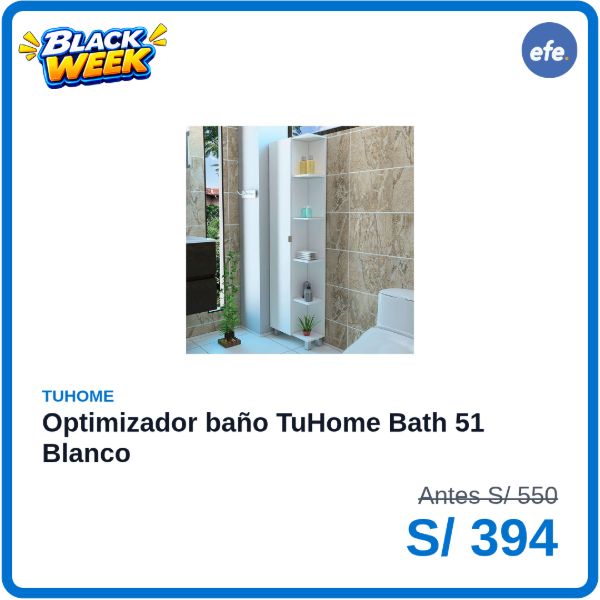 BLACK
WEEK
efe.
TUHOME
Optimizador baño TuHome Bath 51
Blanco
Antes S/ 550
S/ 394